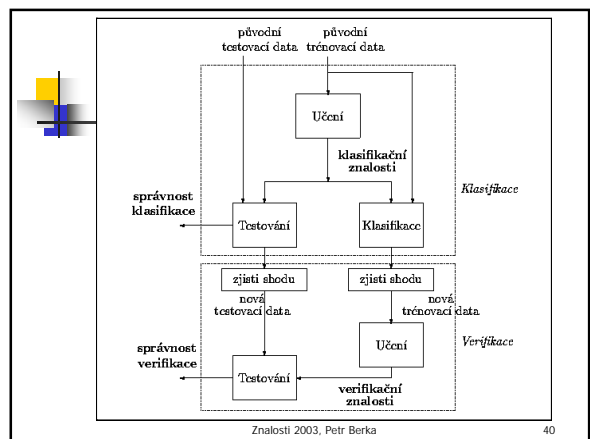 původní
testovací data
původní
trénovací data
Učení
klasifikační
znalosti
Klasifikace
správnost
klasifikace
Testování
Klasifikace
zjisti shodu
zjisti shodu
nová
testovací data
nová
trénovací data
Učení
Verifikace
správnost
verifikace
Testování
verifikační
znalosti
Znalosti 2003, Petr Berka
40